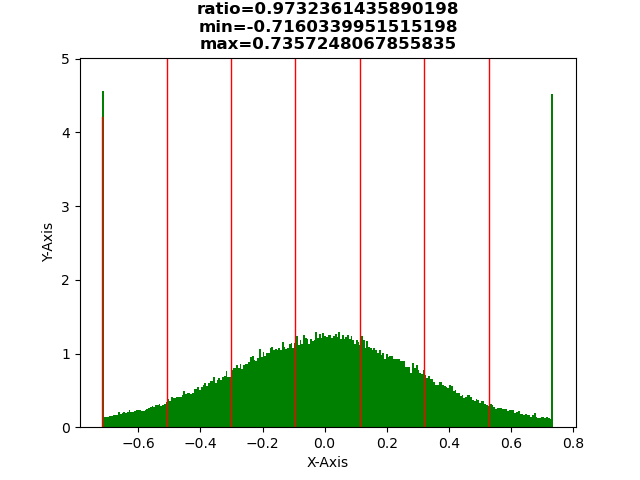 ratio=0.9732361435890198
min=-0.7160339951515198
max=0.7357248067855835
5
4
3
2
1
0
Y-Axis
−0.6 −0.4 −0.2 0.0 0.2 0.4 0.6 0.8
X-Axis